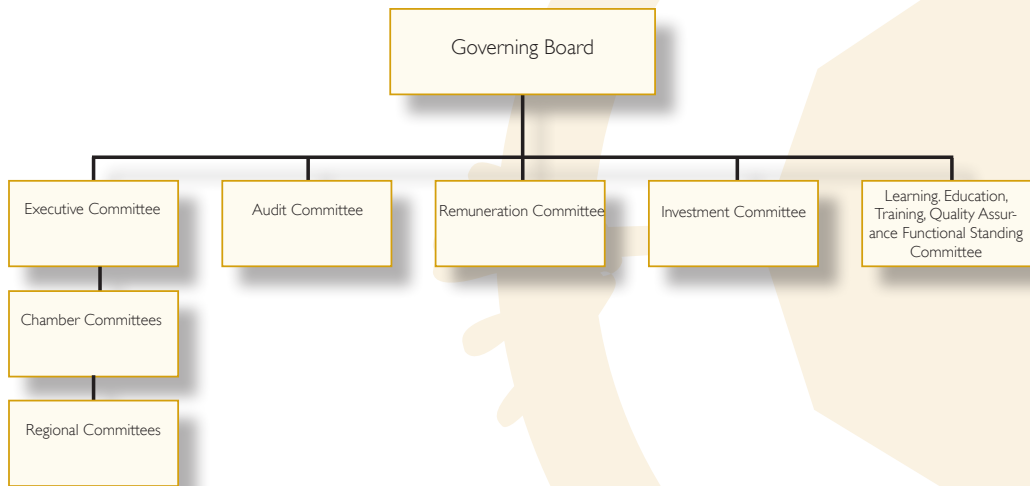 Governing Board
Executive Committee
Audit Committee
Remuneration Committee
Investment Committee
Learning. Education,
Training, Quality Assur-
ance Functional Standing
Committee
Chamber Committees
Regional Committees